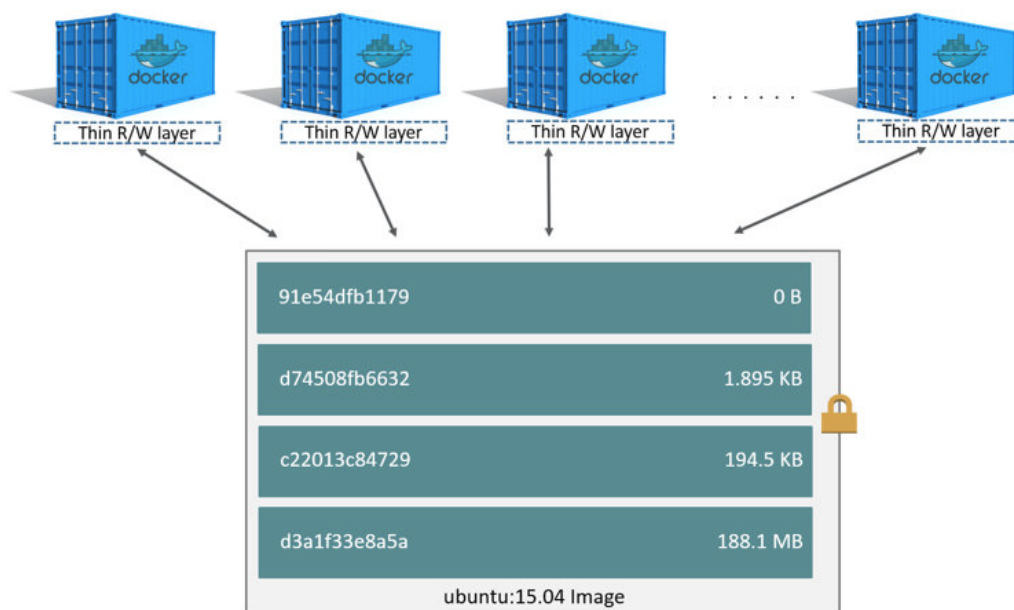 docker
docker
docker
docker
. . . . . .
Thin R/W layer
Thin R/W layer
Thin R/W layer
Thin R/W layer
91e54dfb1179 0 B
d74508fb6632 1.895 KB
c22013c84729 194.5 KB
d3a1f33e8a5a 188.1 MB
ubuntu:15.04 Image